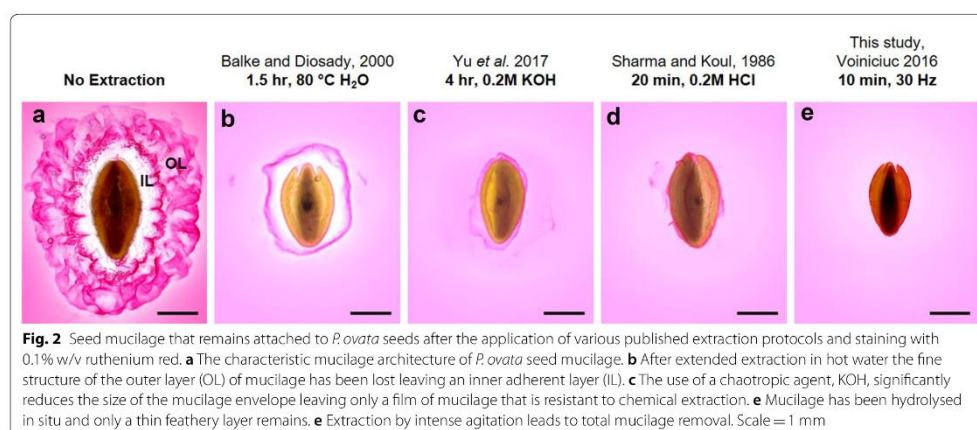 No Extraction
Balke and Diosady, 2000
1.5 hr, 80 °C H₂O
Yu et al. 2017
4 hr, 0.2M KOH
Sharma and Koul, 1986
20 min, 0.2M HCl
This study,
Voiniciuc 2016
10 min, 30 Hz
a
OL
IL
b
c
d
e
Fig. 2 Seed mucilage that remains attached to P. ovata seeds after the application of various published extraction protocols and staining with
0.1% w/v ruthenium red. a The characteristic mucilage architecture of P. ovata seed mucilage. b After extended extraction in hot water the fine
structure of the outer layer (OL) of mucilage has been lost leaving an inner adherent layer (IL). c The use of a chaotropic agent, KOH, significantly
reduces the size of the mucilage envelope leaving only a film of mucilage that is resistant to chemical extraction. e Mucilage has been hydrolysed
in situ and only a thin feathery layer remains. e Extraction by intense agitation leads to total mucilage removal. Scale = 1 mm